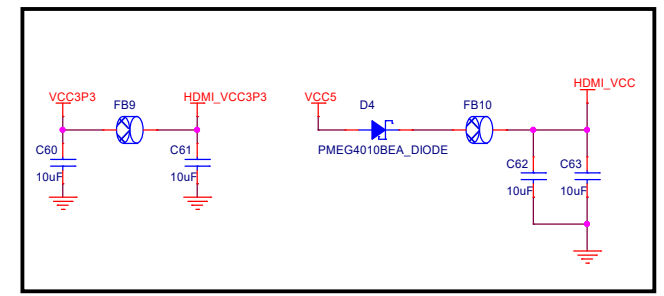 VCC3P3
FB9
HDMI_VCC3P3
C60
10uF
C61
10uF
VCC5
D4
PMEG4010BEA_DIODE
FB10
HDMI_VCC
C62
10uF
C63
10uF